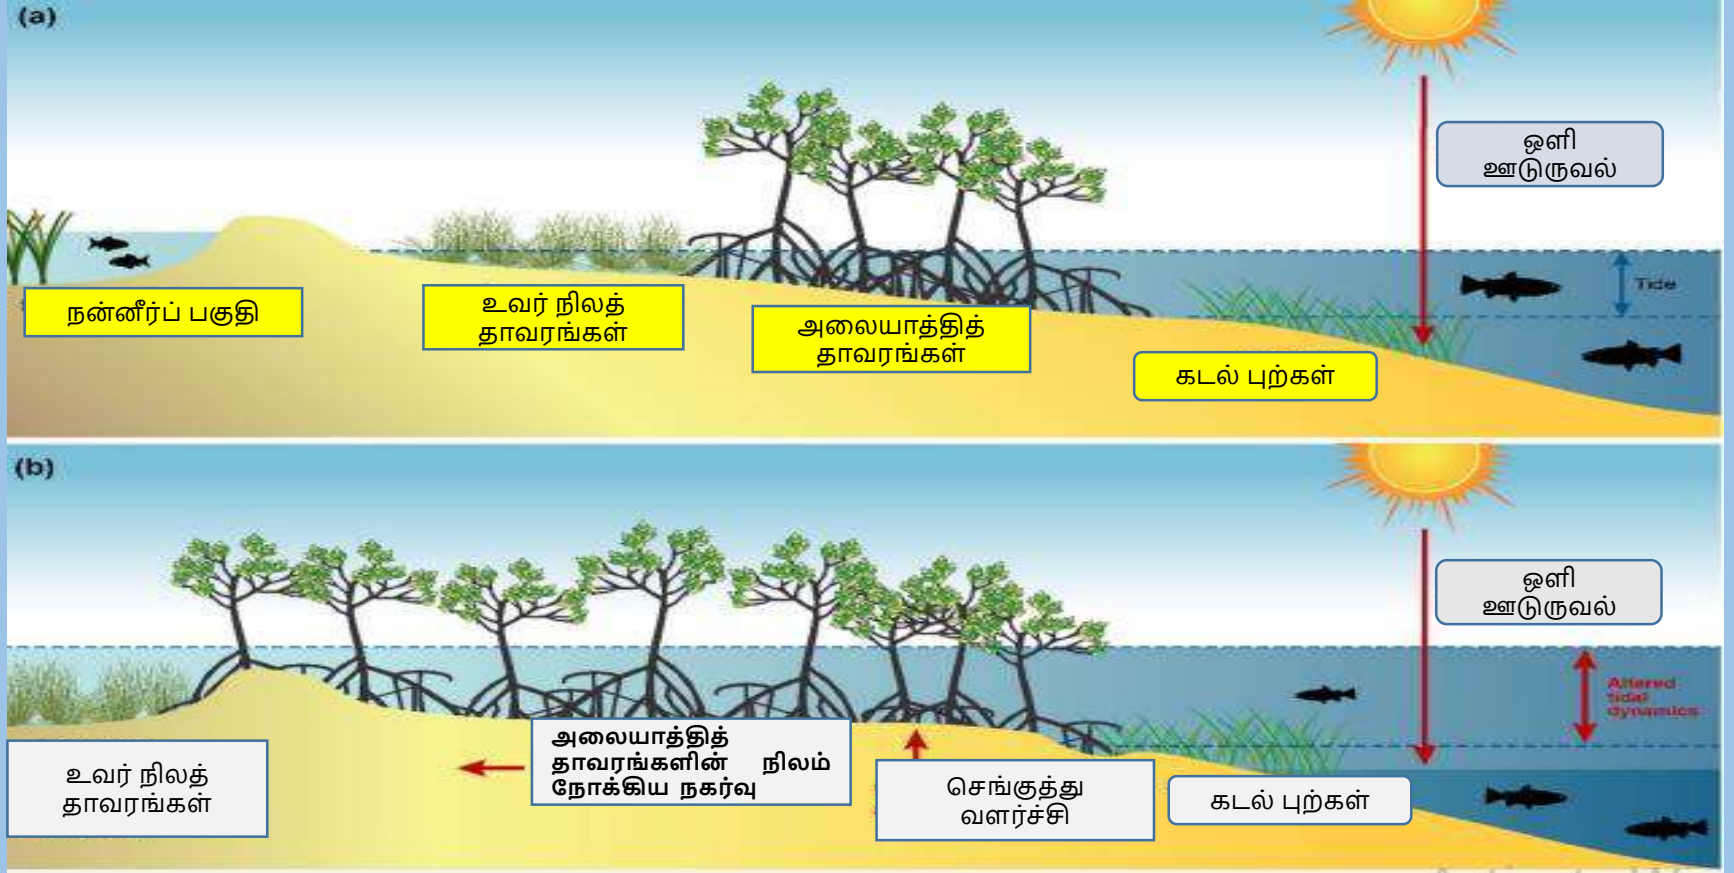 (a)
ஒளி
ஊடுருவல்
Tide
நன்னீர்ப் பகுதி
உவர் நிலத்
தாவரங்கள்
அலையாத்தித்
தாவரங்கள்
கடல் புற்கள்
(b)
ஒளி
ஊடுருவல்
Altered
tidal
dynamics
உவர் நிலத்
தாவரங்கள்
அலையாத்தித்
தாவரங்களின் நிலம்
நோக்கிய நகர்வு
செங்குத்து
வளர்ச்சி
கடல் புற்கள்